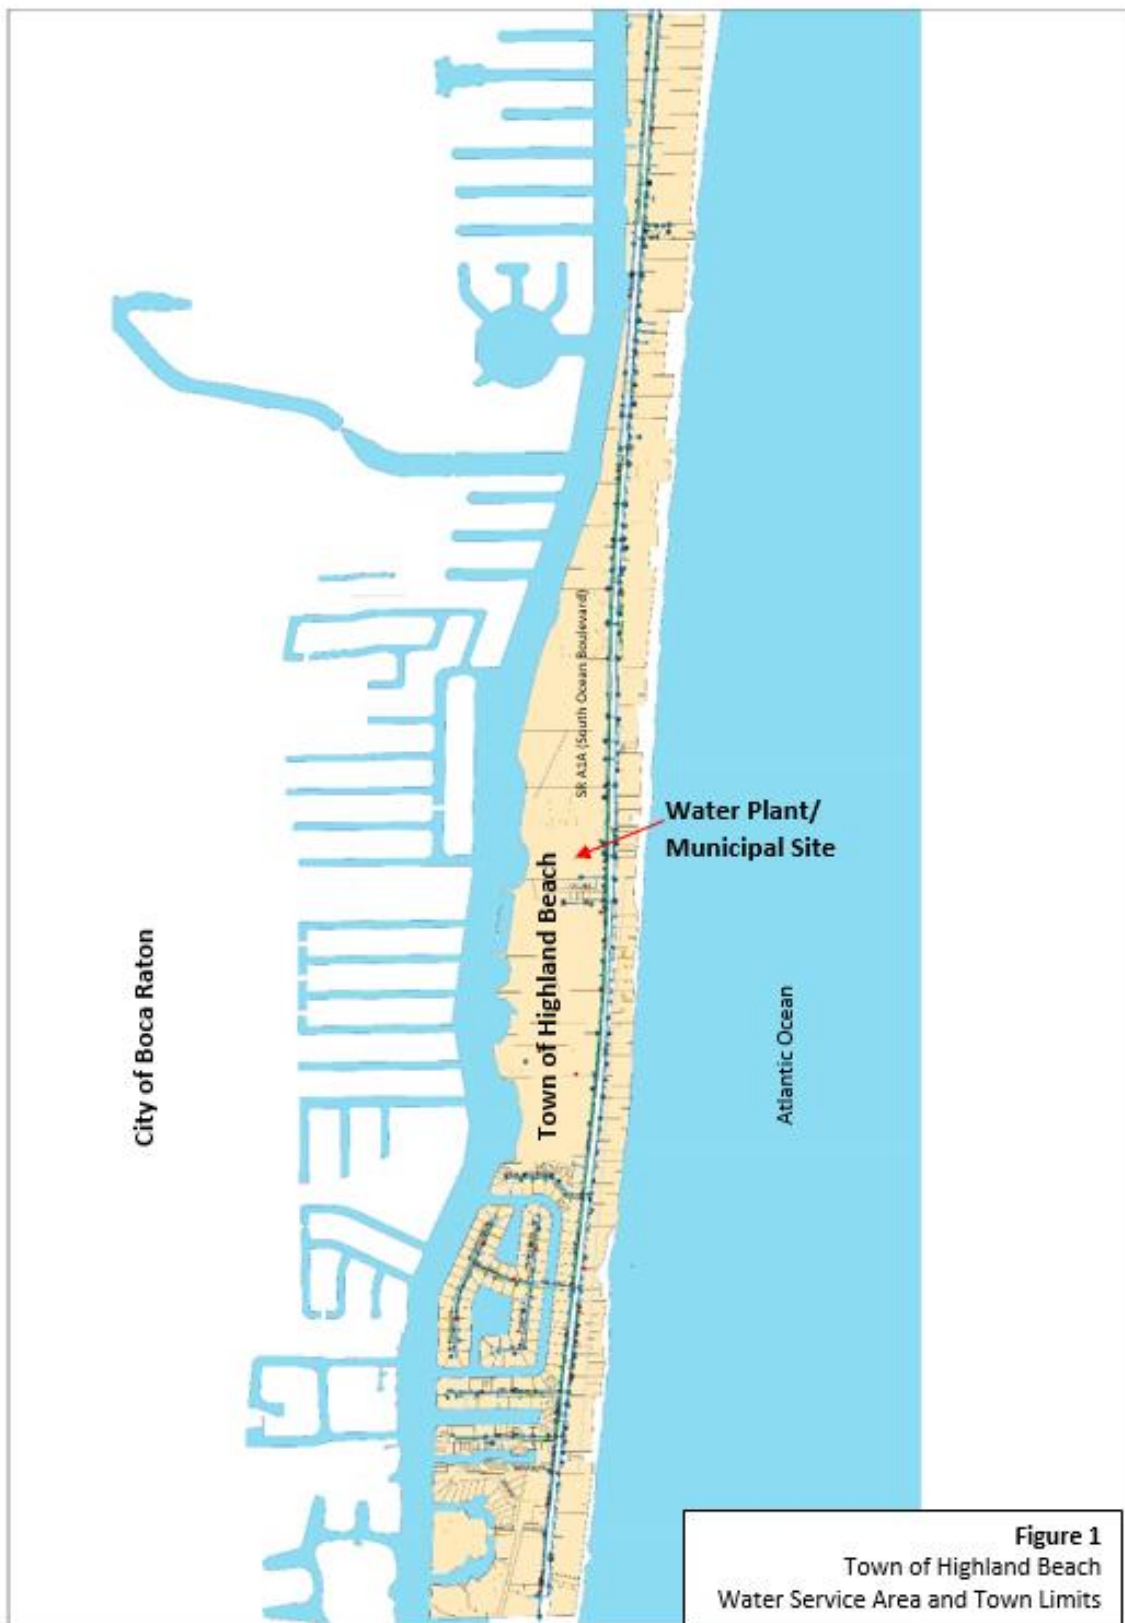 SR A1A (South Ocean Boulevard)
Water Plant/
Municipal Site
Town of Highland Beach
City of Boca Raton
Atlantic Ocean
Figure 1
Town of Highland Beach
Water Service Area and Town Limits